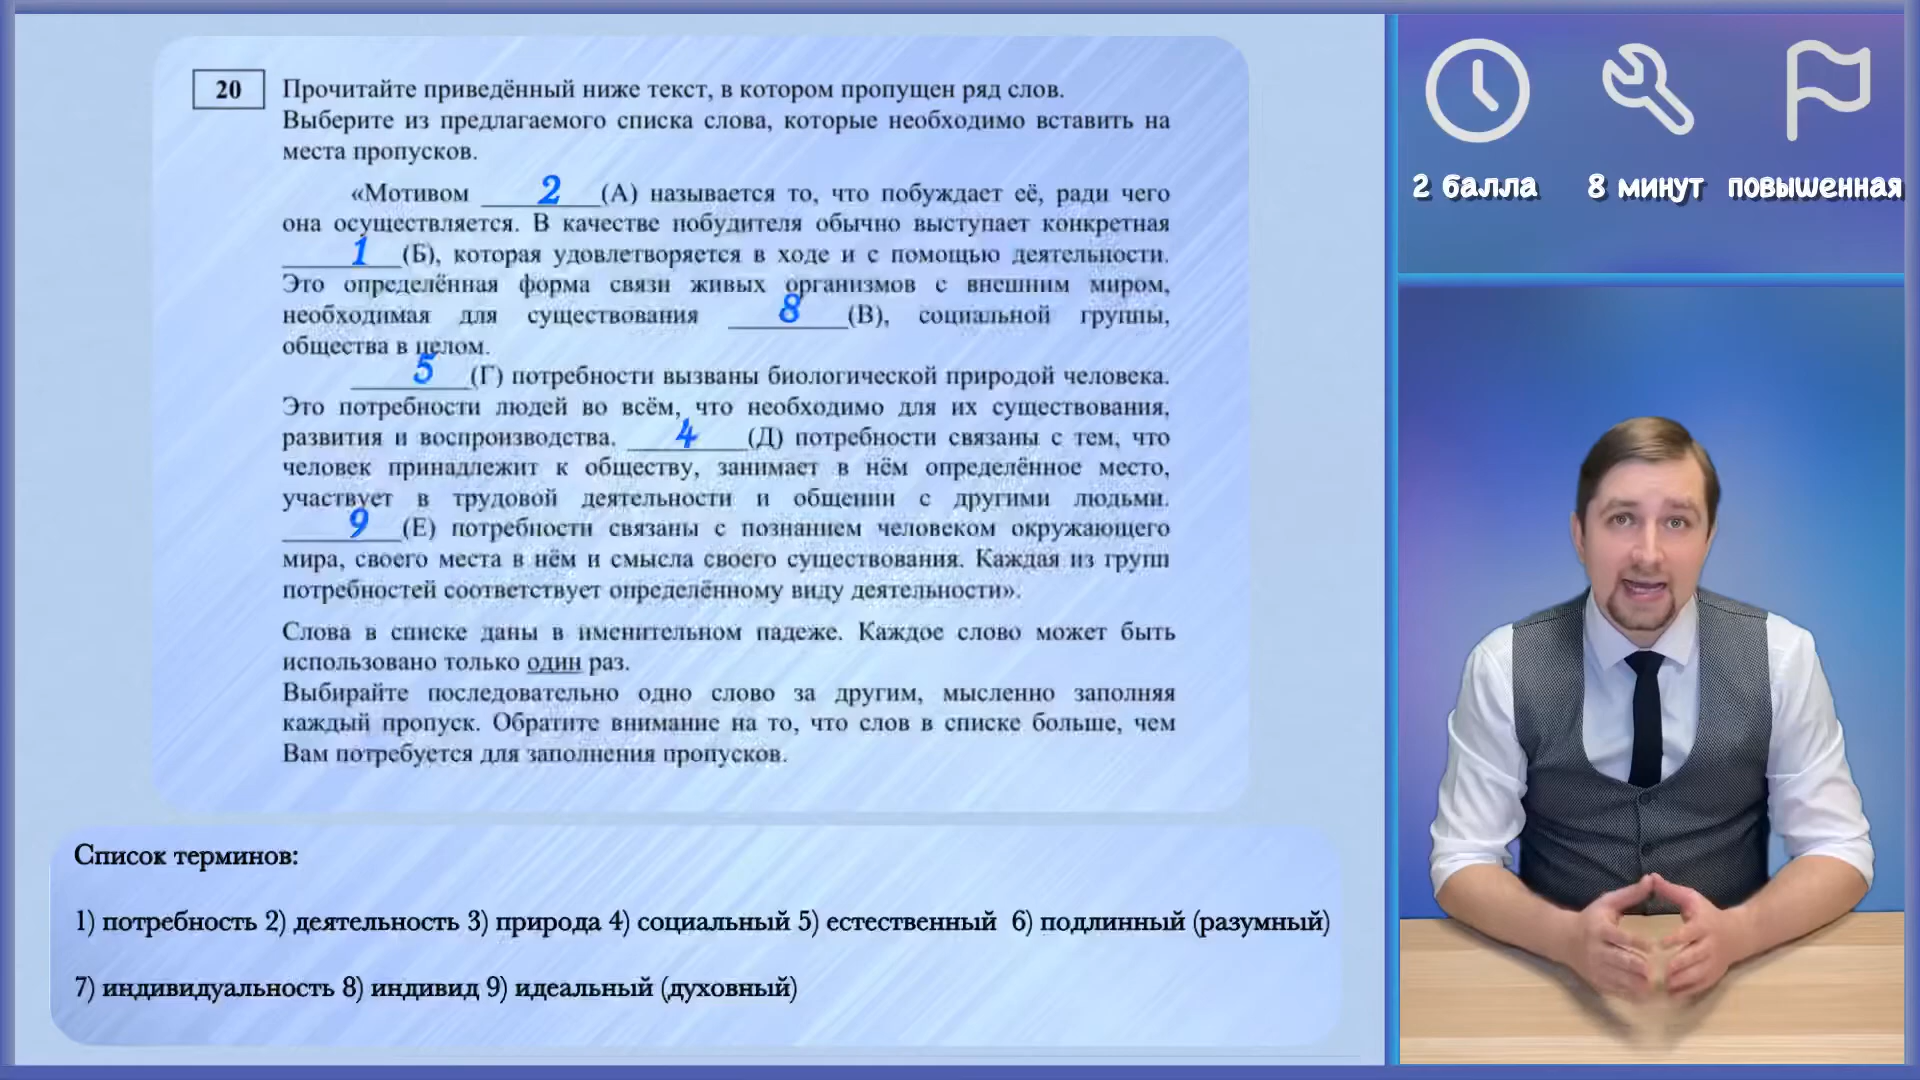 20 Прочитайте приведённый ниже текст, в котором пропущен ряд слов.
Выберите из предлагаемого списка слова, которые необходимо вставить на
места пропусков.
«Мотивом ___2___(А) называется то, что побуждает её, ради чего
она осуществляется. В качестве побудителя обычно выступает конкретная
___1___(Б), которая удовлетворяется в ходе и с помощью деятельности.
Это определённая форма связи живых организмов с внешним миром,
необходимая для существования ___8___(В), социальной группы,
общества в целом.
___5___(Г) потребности вызваны биологической природой человека.
Это потребности людей во всём, что необходимо для их существования,
развития и воспроизводства. ___4___(Д) потребности связаны с тем, что
человек принадлежит к обществу, занимает в нём определённое место,
участвует в трудовой деятельности и общении с другими людьми.
___9___(Е) потребности связаны с познанием человеком окружающего
мира, своего места в нём и смысла своего существования. Каждая из групп
потребностей соответствует определённому виду деятельности».
Слова в списке даны в именительном падеже. Каждое слово может быть
использовано только один раз.
Выбирайте последовательно одно слово за другим, мысленно заполняя
каждый пропуск. Обратите внимание на то, что слов в списке больше, чем
Вам потребуется для заполнения пропусков.
Список терминов:
1) потребность 2) деятельность 3) природа 4) социальный 5) естественный 6) подлинный (разумный)
7) индивидуальность 8) индивид 9) идеальный (духовный)
2 балла
8 минут
повышенная